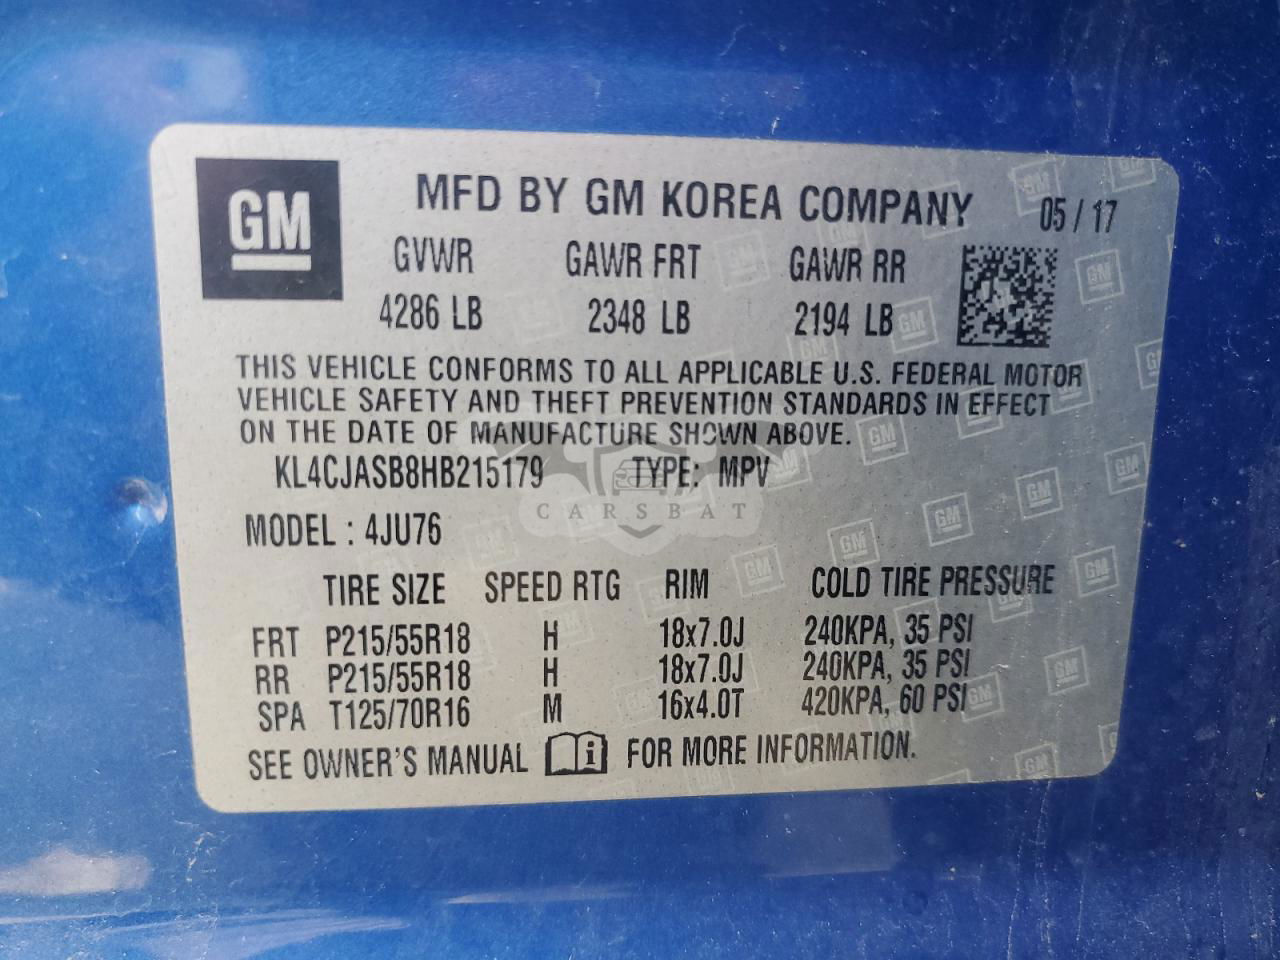 GM
MFD BY GM KOREA COMPANY 05/17
GVWR GAWR FRT GAWR RR
4286 LB 2348 LB 2194 LB
THIS VEHICLE CONFORMS TO ALL APPLICABLE U.S. FEDERAL MOTOR
VEHICLE SAFETY AND THEFT PREVENTION STANDARDS IN EFFECT
ON THE DATE OF MANUFACTURE SHOWN ABOVE.
KL4CJASB8HB215179 TYPE: MPV
CARSBAT
MODEL : 4JU76
TIRE SIZE SPEED RTG RIM COLD TIRE PRESSURE
FRT P215/55R18 H 18x7.0J 240KPA, 35 PSI
RR P215/55R18 H 18x7.0J 240KPA, 35 PSI
SPA T125/70R16 M 16x4.0T 420KPA, 60 PSI
SEE OWNER'S MANUAL i FOR MORE INFORMATION.